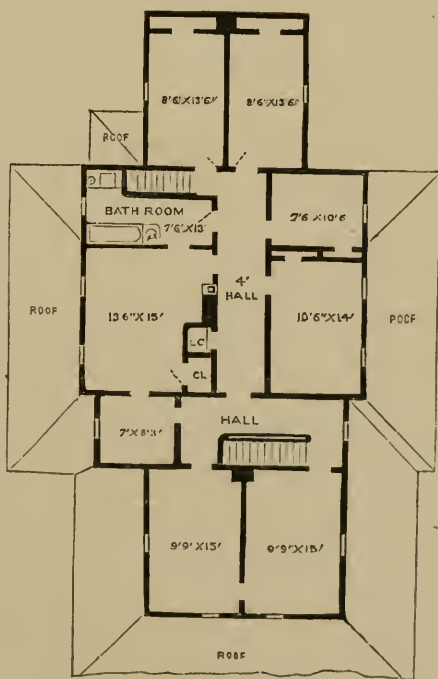 8'6"X13'6"
8'6"X13'6"
ROOF
BATH ROOM
7'6"X13'
7'6"X10'6
4'
HALL
ROOF
13'6"X15'
10'6"X14'
ROOF
LC
CL
HALL
7'X8'3"
9'9"X15'
9'9"X15'
ROOF